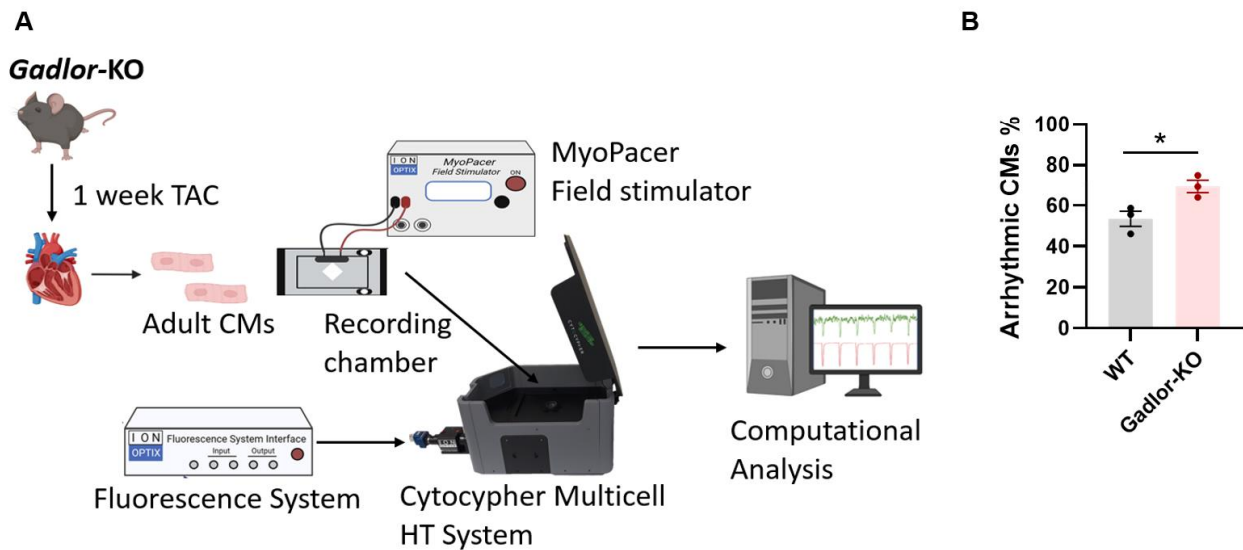 A
B
Gadlor-KO
1 week TAC
Adult CMs
ION
OPTIX
MyoPacer
Field Stimulator
ON
MyoPacer
Field stimulator
Recording
chamber
ION
OPTIX
Fluorescence System Interface
Input
Output
Fluorescence System
Cytocypher Multicell
HT System
Computational
Analysis
Arrhythmic CMs %
100
80
60
40
20
0
*
WT
Gadlor-KO